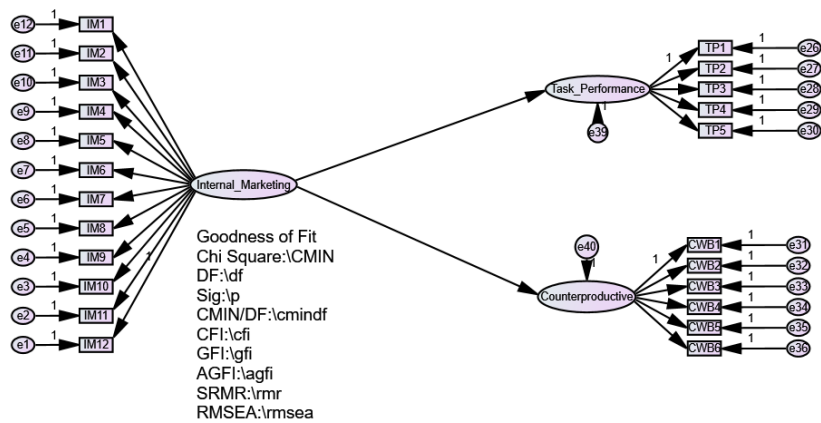 e12 1 IM1
e11 1 IM2
e10 1 IM3
e9 1 IM4
e8 1 IM5
e7 1 IM6
e6 1 IM7
e5 1 IM8
e4 1 IM9
e3 1 IM10 1
e2 1 IM11
e1 1 IM12
Internal_Marketing
Goodness of Fit
Chi Square:\CMIN
DF:\df
Sig:\p
CMIN/DF:\cmindf
CFI:\cfi
GFI:\gfi
AGFI:\agfi
SRMR:\rmr
RMSEA:\rmsea
Task_Performance
1
e39
1 TP1 1 e26
TP2 1 e27
TP3 1 e28
TP4 1 e29
TP5 1 e30
e40
1
Counterproductive
1 CWB1 1 e31
CWB2 1 e32
CWB3 1 e33
CWB4 1 e34
CWB5 1 e35
CWB6 1 e36